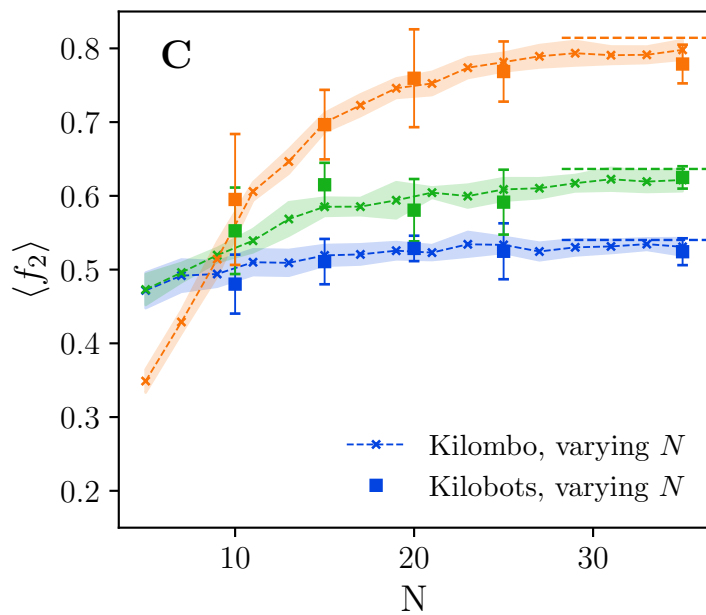 C
0.8
0.7
0.6
0.5
0.4
0.3
0.2
⟨f₂⟩
Kilombo, varying N
Kilobots, varying N
10 20 30
N